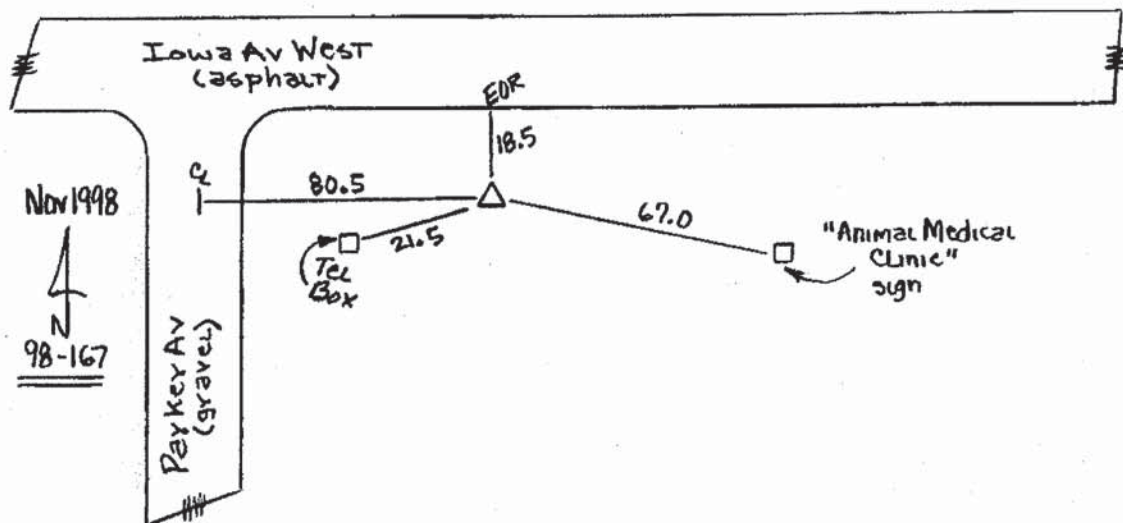 Iowa Av West
(asphalt)
EOR
18.5
℄
80.5
Nov 1998
67.0
21.5
"Animal Medical
Clinic"
sign
Tel
Box
N
98-167
Parker Av
(gravel)